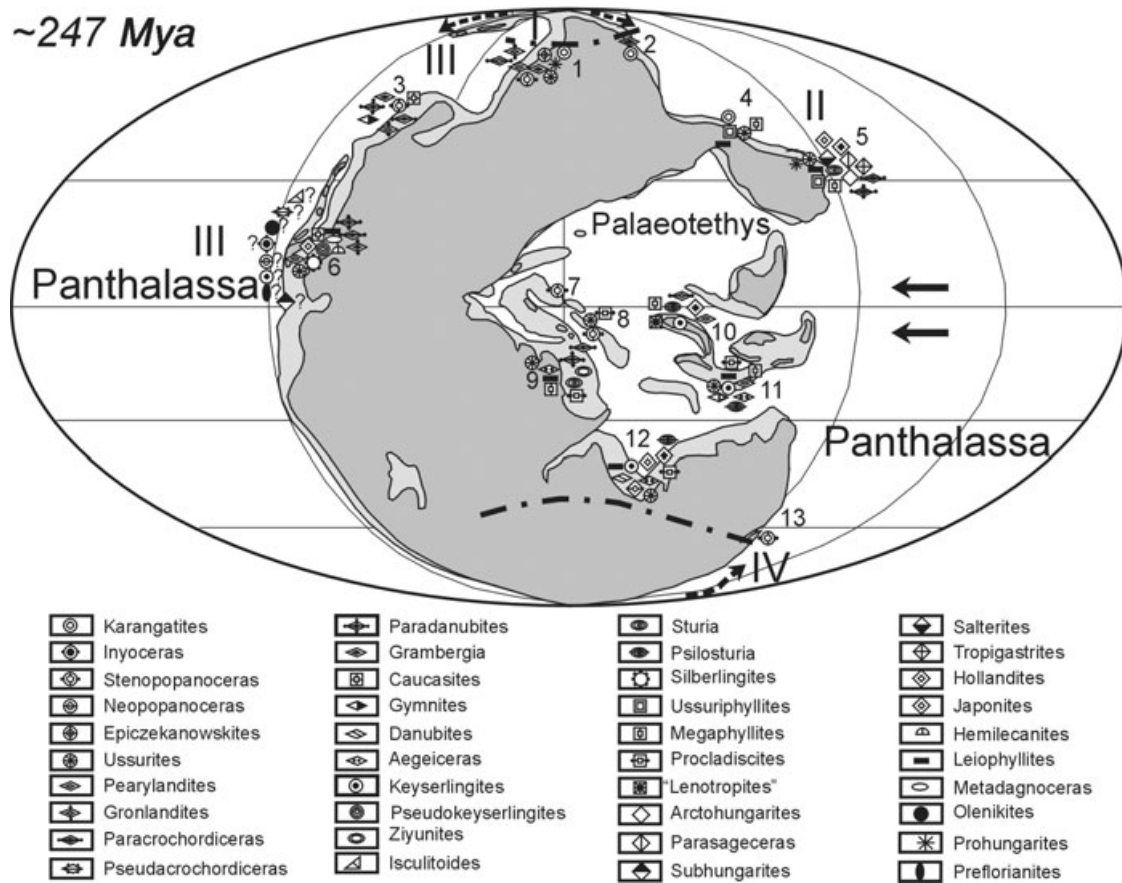 ~247 Mya
I
III
1
2
3
4
II
5
Palaeotethys
III
Panthalassa
6
7
8
9
10
11
Panthalassa
12
13
IV
? ? ? ? ? ? ? ?
Karangatites
Inyoceras
Stenopopanoceras
Neopopanoceras
Epiczekanowskites
Ussurites
Pearylandites
Gronlandites
Paracrochordiceras
Pseudacrochordiceras
Paradanubites
Grambergia
Caucasites
Gymnites
Danubites
Aegeiceras
Keyserlingites
Pseudokeyserlingites
Ziyunites
Isculitoides
Sturia
Psilosturia
Silberlingites
Ussuriphyllites
Megaphyllites
Procladiscites
"Lenotropites"
Arctohungarites
Parasageceras
Subhungarites
Salterites
Tropigastrites
Hollandites
Japonites
Hemilecanites
Leiophyllites
Metadagnoceras
Olenikites
Prohungarites
Preflorianites